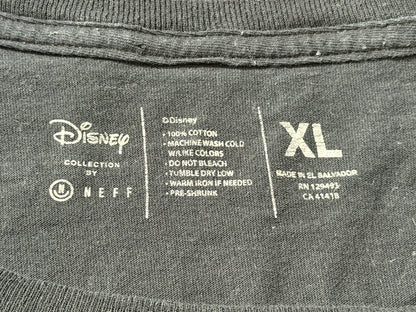 Disney
COLLECTION
BY
N NEFF
©Disney
• 100% COTTON
• MACHINE WASH COLD
W/LIKE COLORS
• DO NOT BLEACH
• TUMBLE DRY LOW
• WARM IRON IF NEEDED
• PRE-SHRUNK
XL
MADE IN EL SALVADOR
RN 129493
CA 41418